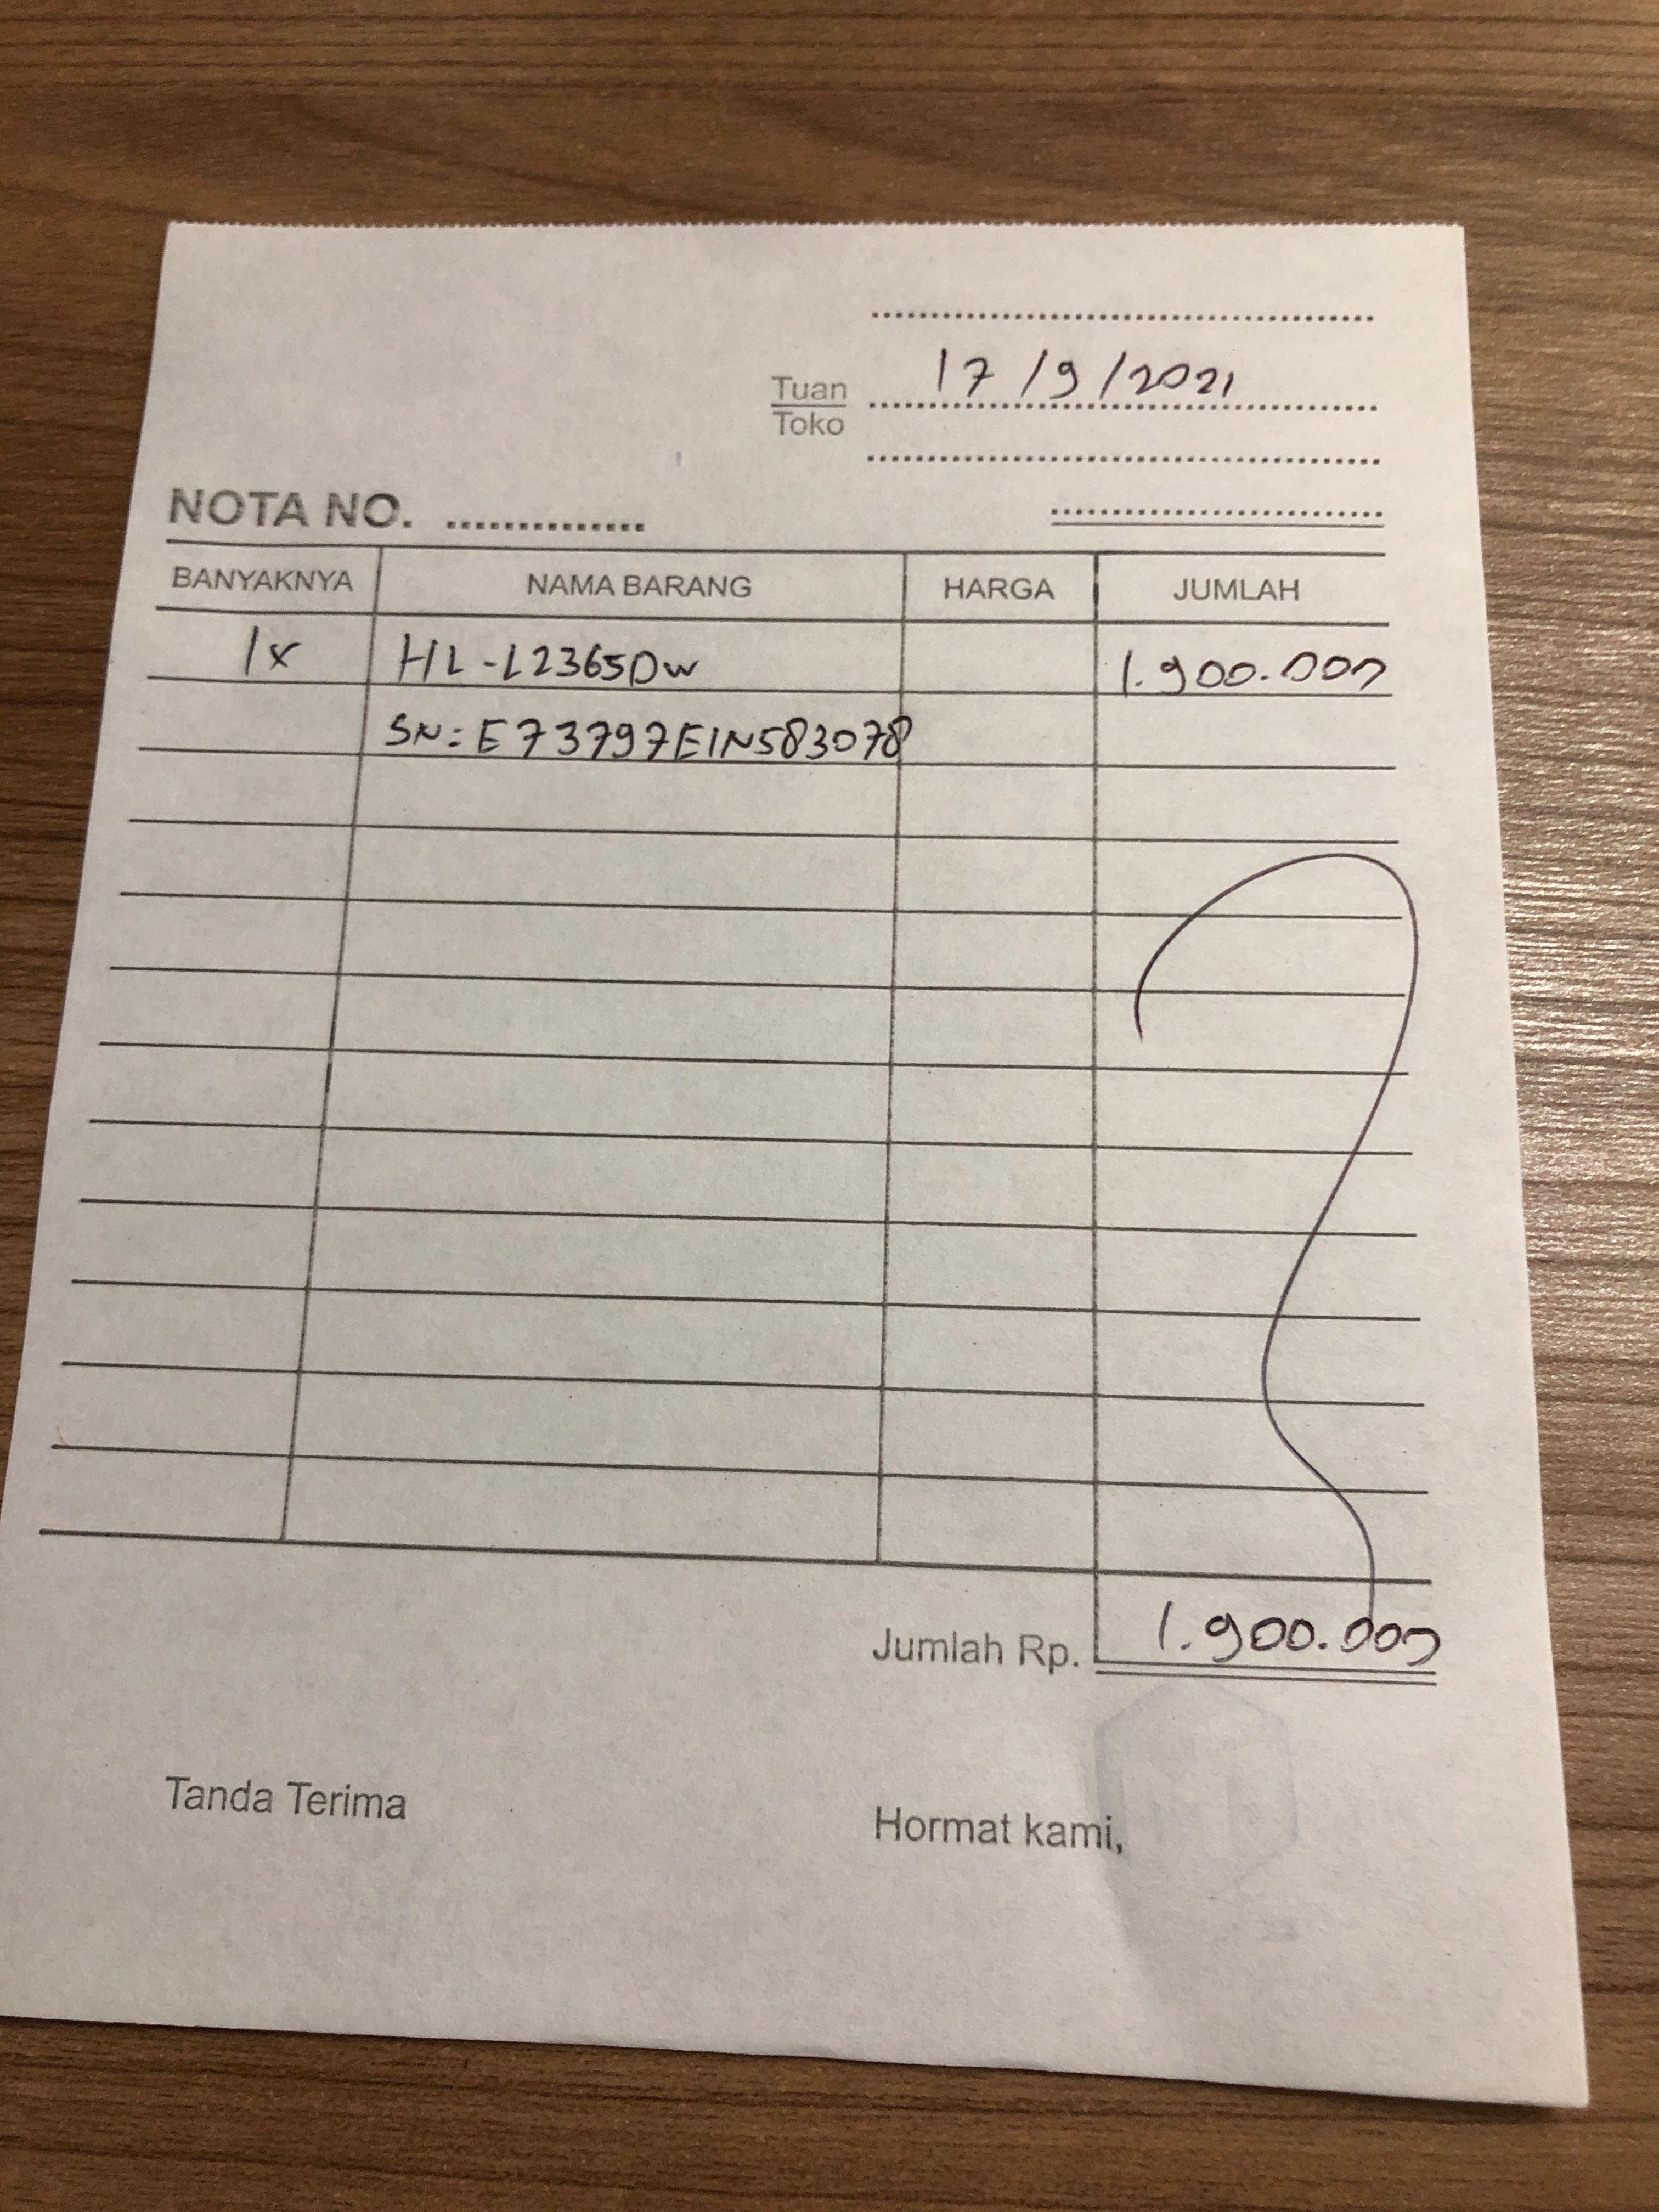 17/9/2021
Tuan
Toko
NOTA NO.
BANYAKNYA NAMA BARANG HARGA JUMLAH
1x HL-L2365DW 1.900.000
SN: E73797E1N583078
Jumlah Rp. 1.900.000
Tanda Terima
Hormat kami,